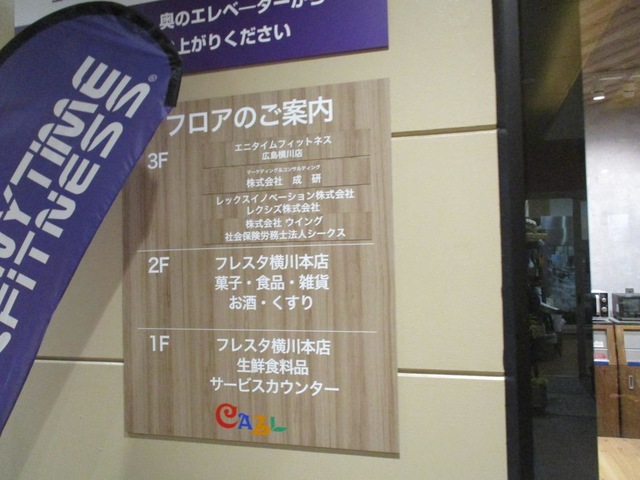 奥のエレベーターから
上がりください
NYTIME
FITNESS®
フロアのご案内
3F
エニタイムフィットネス
広島横川店
マーケティング&コンサルティング
株式会社 成研
レックスイノベーション株式会社
レクシズ株式会社
株式会社 ウイング
社会保険労務士法人シークス
2F
フレスタ横川本店
菓子・食品・雑貨
お酒・くすり
1F
フレスタ横川本店
生鮮食料品
サービスカウンター